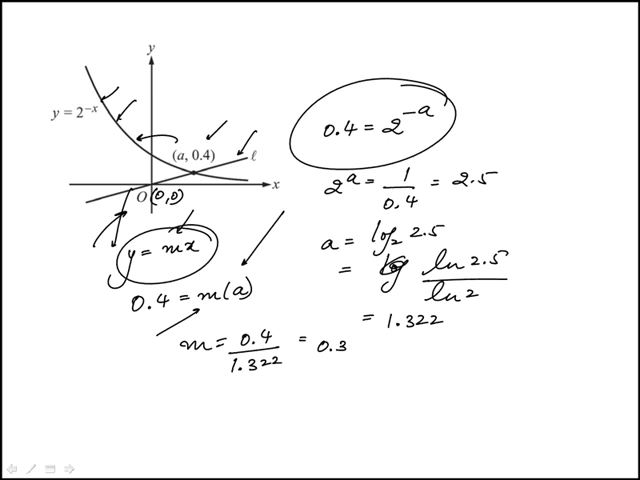 y
y = 2⁻ˣ
(a, 0.4)
ℓ
x
O (0,0)
y = mx
0.4 = m(a)
m = 0.4/1.322 = 0.3
0.4 = 2⁻ᵃ
2ᵃ = 1/0.4 = 2.5
a = log₂ 2.5
= ln 2.5/ln 2
= 1.322